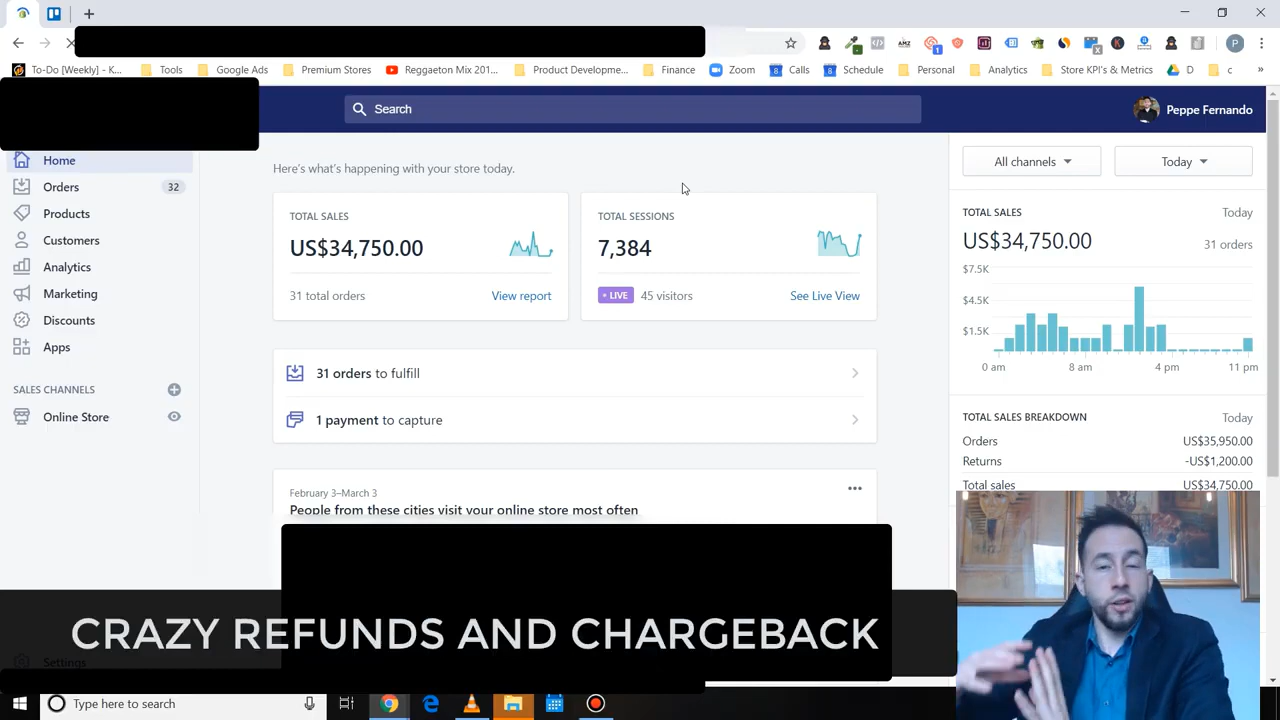 To-Do [Weekly] - K...
Tools
Google Ads
Premium Stores
Reggaeton Mix 201...
Product Developme...
Finance
Zoom
8 Calls
8 Schedule
Personal
Analytics
Store KPI's & Metrics
D
c
»
AMZ
1
X
K
P
Search
Peppe Fernando
Home
Orders 32
Products
Customers
Analytics
Marketing
Discounts
Apps
SALES CHANNELS
Online Store
Settings
Here's what's happening with your store today.
TOTAL SALES
US$34,750.00
31 total orders
View report
TOTAL SESSIONS
7,384
• LIVE 45 visitors
See Live View
31 orders to fulfill
1 payment to capture
February 3–March 3
People from these cities visit your online store most often
All channels
Today
TOTAL SALES Today
US$34,750.00 31 orders
$7.5K
$4.5K
$1.5K
0 am 8 am 4 pm 11 pm
TOTAL SALES BREAKDOWN Today
Orders US$35,950.00
Returns -US$1,200.00
Total sales US$34,750.00
CRAZY REFUNDS AND CHARGEBACK
Type here to search